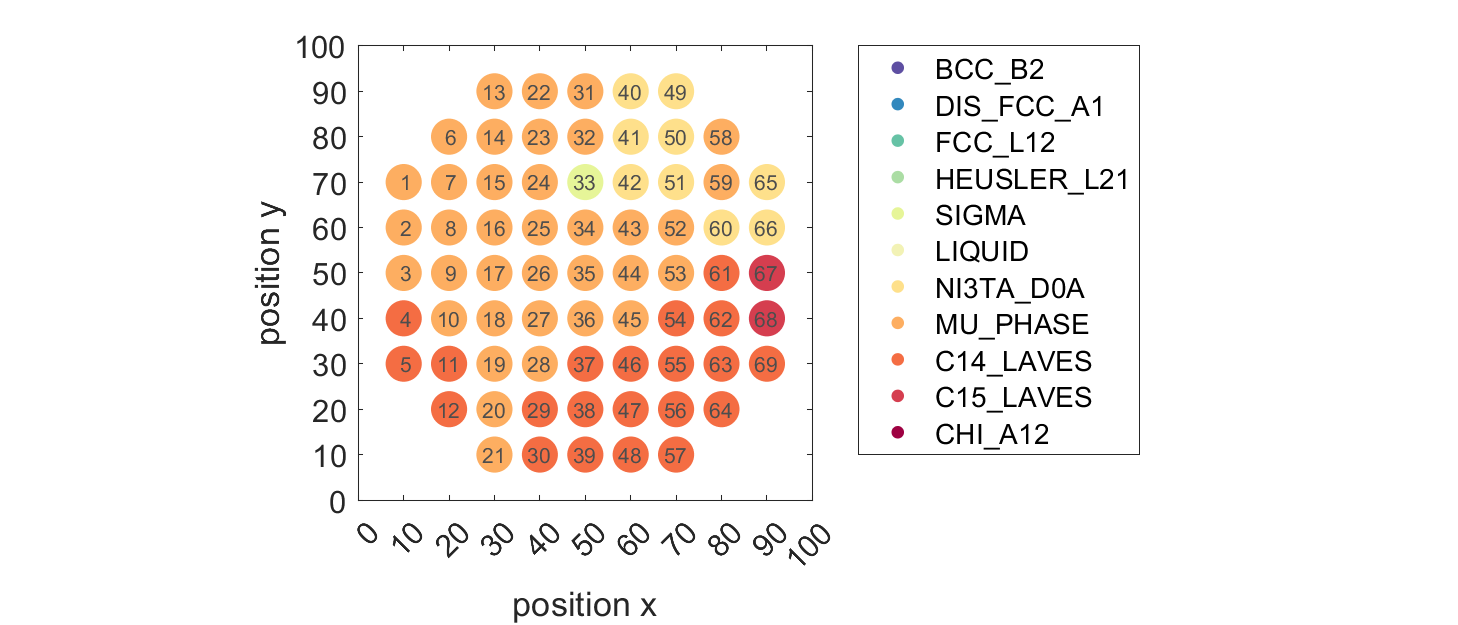 100
90
80
70
60
50
40
30
20
10
0
position y
13 22 31 40 49
6 14 23 32 41 50 58
1 7 15 24 33 42 51 59 65
2 8 16 25 34 43 52 60 66
3 9 17 26 35 44 53 61 67
4 10 18 27 36 45 54 62 68
5 11 19 28 37 46 55 63 69
12 20 29 38 47 56 64
21 30 39 48 57
0 10 20 30 40 50 60 70 80 90 100
position x
BCC_B2
DIS_FCC_A1
FCC_L12
HEUSLER_L21
SIGMA
LIQUID
NI3TA_D0A
MU_PHASE
C14_LAVES
C15_LAVES
CHI_A12